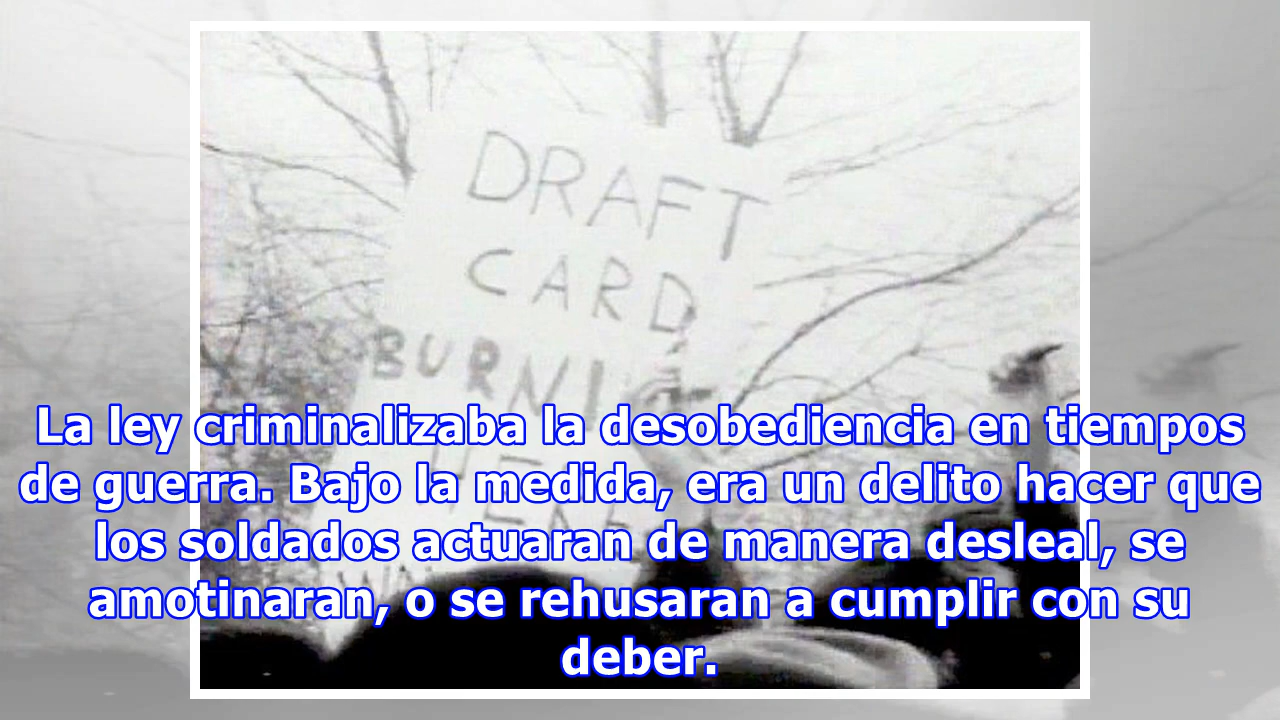 DRAFT
CARD
BURNI
La ley criminalizaba la desobediencia en tiempos
de guerra. Bajo la medida, era un delito hacer que
los soldados actuaran de manera desleal, se
amotinaran, o se rehusaran a cumplir con su
deber.